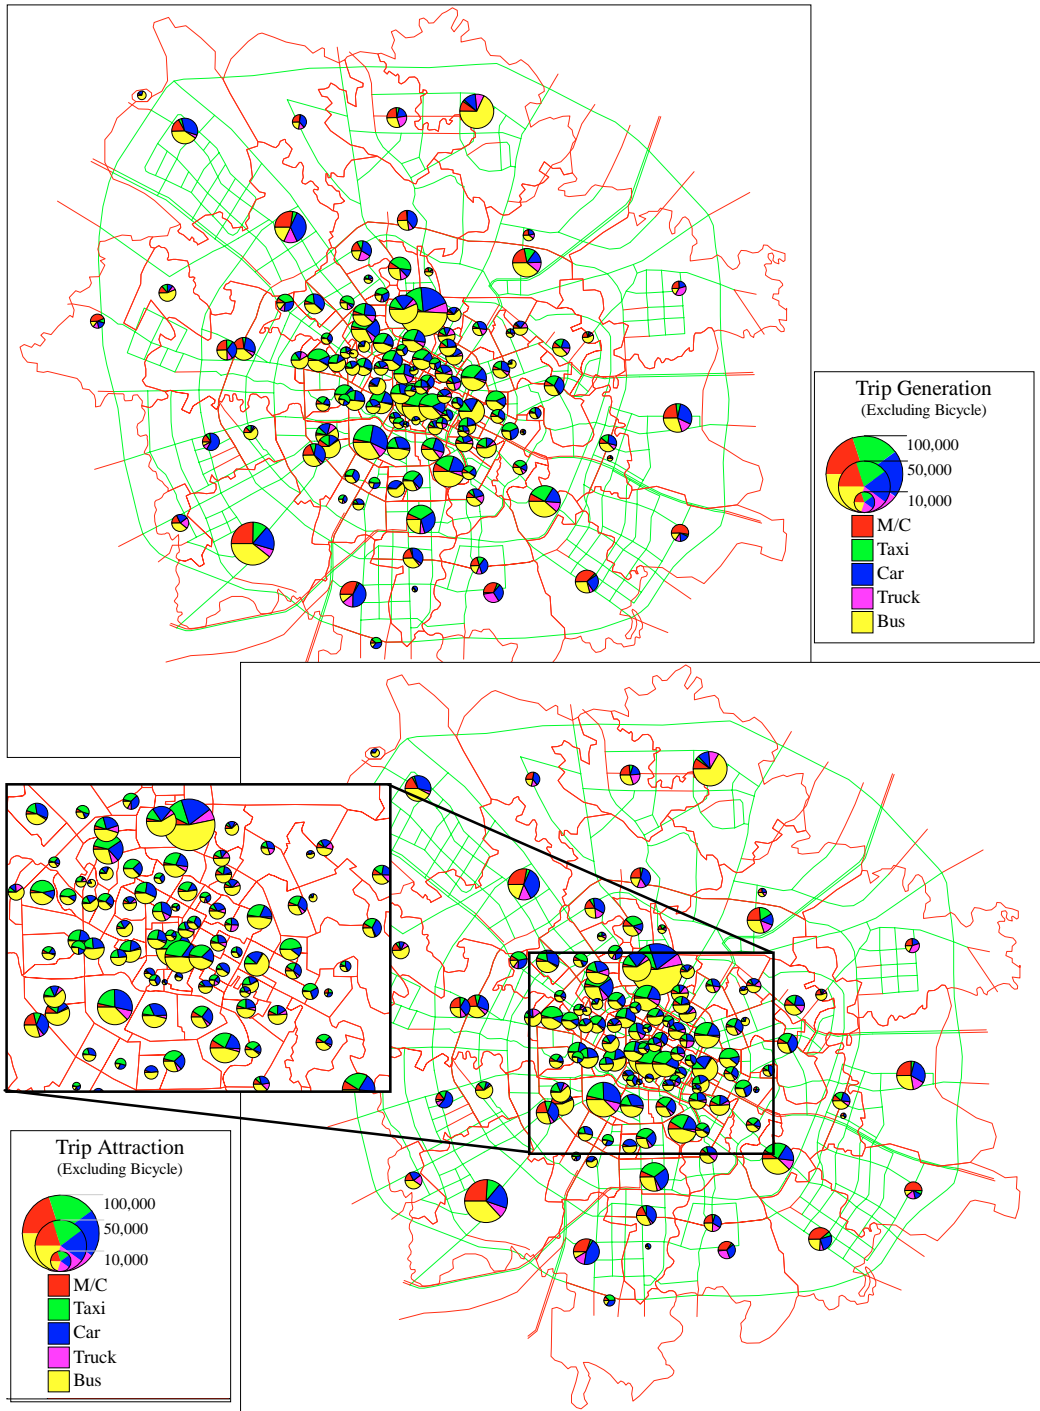 Trip Generation
(Excluding Bicycle)
100,000
50,000
10,000
M/C
Taxi
Car
Truck
Bus
Trip Attraction
(Excluding Bicycle)
100,000
50,000
10,000
M/C
Taxi
Car
Truck
Bus